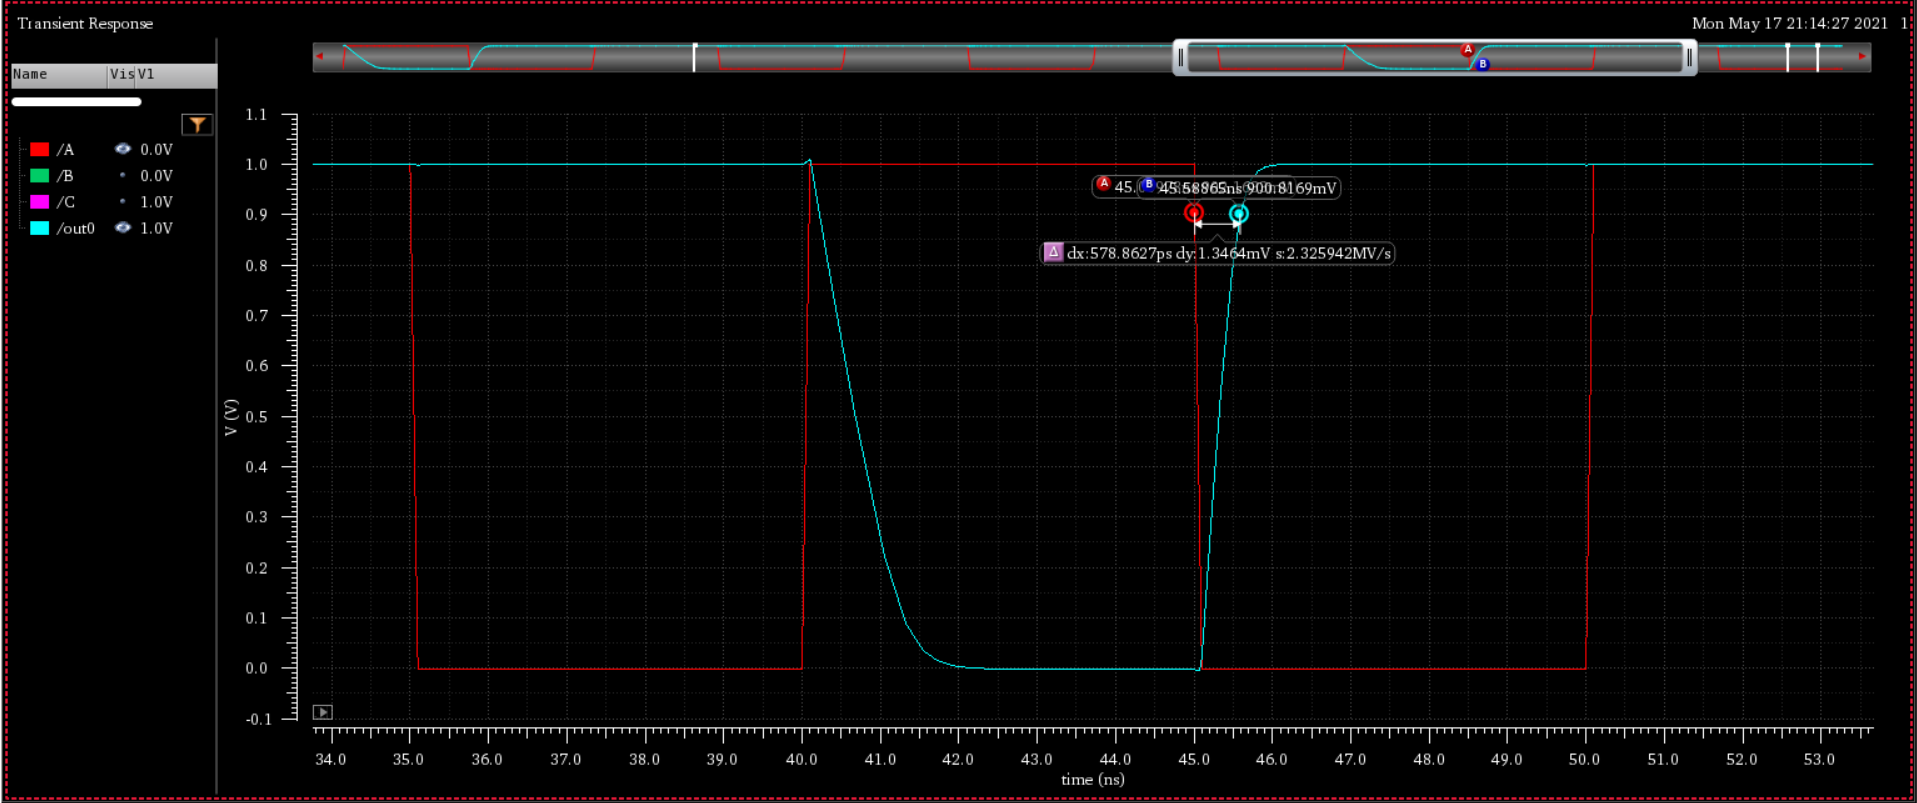 Transient Response
Mon May 17 21:14:27 2021 1
Name Vis V1
/A 0.0V
/B 0.0V
/C 1.0V
/out0 1.0V
A
B
1.1
1.0
0.9
0.8
0.7
0.6
0.5
0.4
0.3
0.2
0.1
0.0
-0.1
V (V)
A 45. B 45.58865ns 900.8169mV
Δ dx:578.8627ps dy:1.3464mV s:2.325942MV/s
34.0 35.0 36.0 37.0 38.0 39.0 40.0 41.0 42.0 43.0 44.0 45.0 46.0 47.0 48.0 49.0 50.0 51.0 52.0 53.0
time (ns)